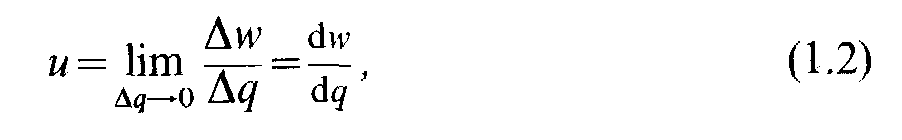 u = lim_{Δq→0} Δw/Δq = dw/dq, (1.2)